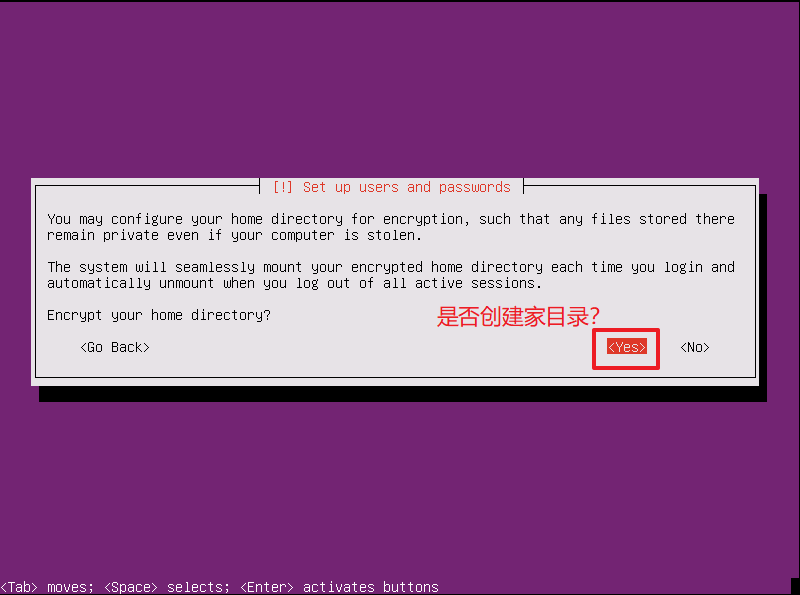 [!] Set up users and passwords
You may configure your home directory for encryption, such that any files stored there
remain private even if your computer is stolen.
The system will seamlessly mount your encrypted home directory each time you login and
automatically unmount when you log out of all active sessions.
Encrypt your home directory?
是否创建家目录?
<Go Back> <Yes> <No>
<Tab> moves; <Space> selects; <Enter> activates buttons